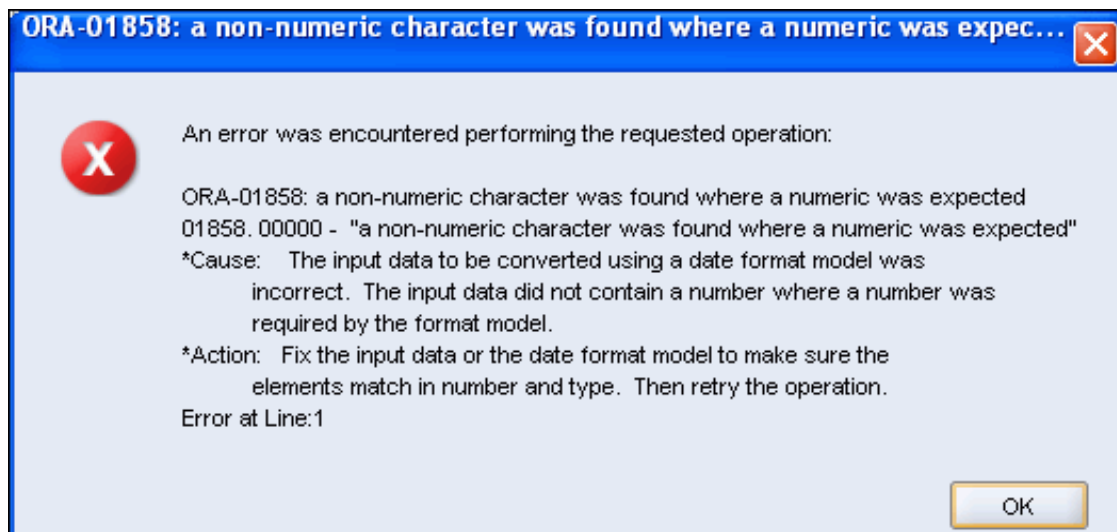 ORA-01858: a non-numeric character was found where a numeric was expec...
An error was encountered performing the requested operation:
ORA-01858: a non-numeric character was found where a numeric was expected
01858. 00000 - "a non-numeric character was found where a numeric was expected"
*Cause: The input data to be converted using a date format model was
incorrect. The input data did not contain a number where a number was
required by the format model.
*Action: Fix the input data or the date format model to make sure the
elements match in number and type. Then retry the operation.
Error at Line:1
OK